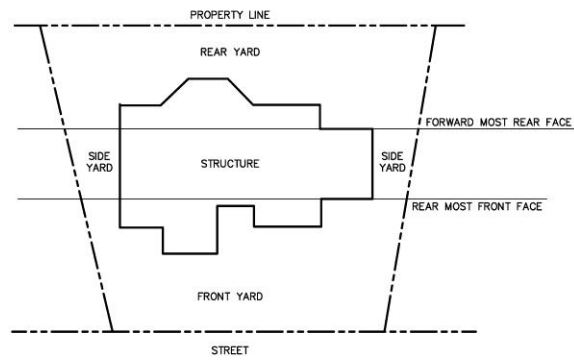 PROPERTY LINE
REAR YARD
FORWARD MOST REAR FACE
SIDE
YARD
STRUCTURE
SIDE
YARD
REAR MOST FRONT FACE
FRONT YARD
STREET